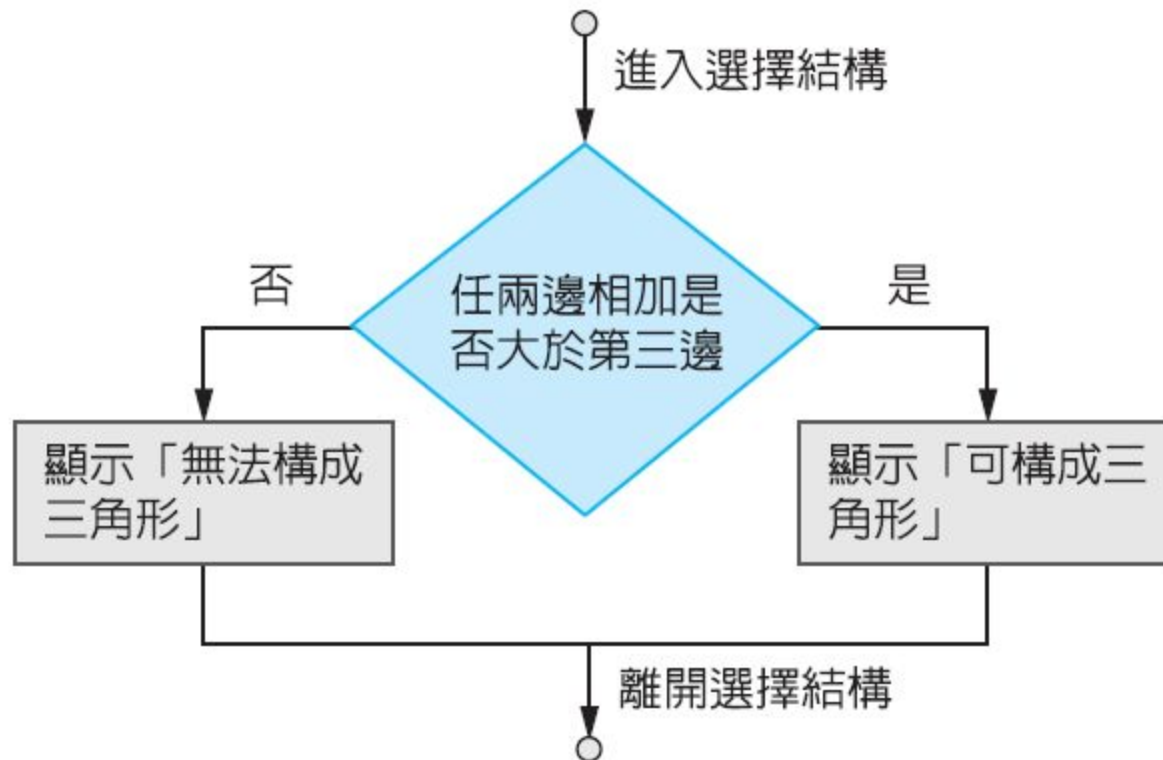 進入選擇結構
否
任兩邊相加是
否大於第三邊
是
顯示「無法構成
三角形」
顯示「可構成三
角形」
離開選擇結構